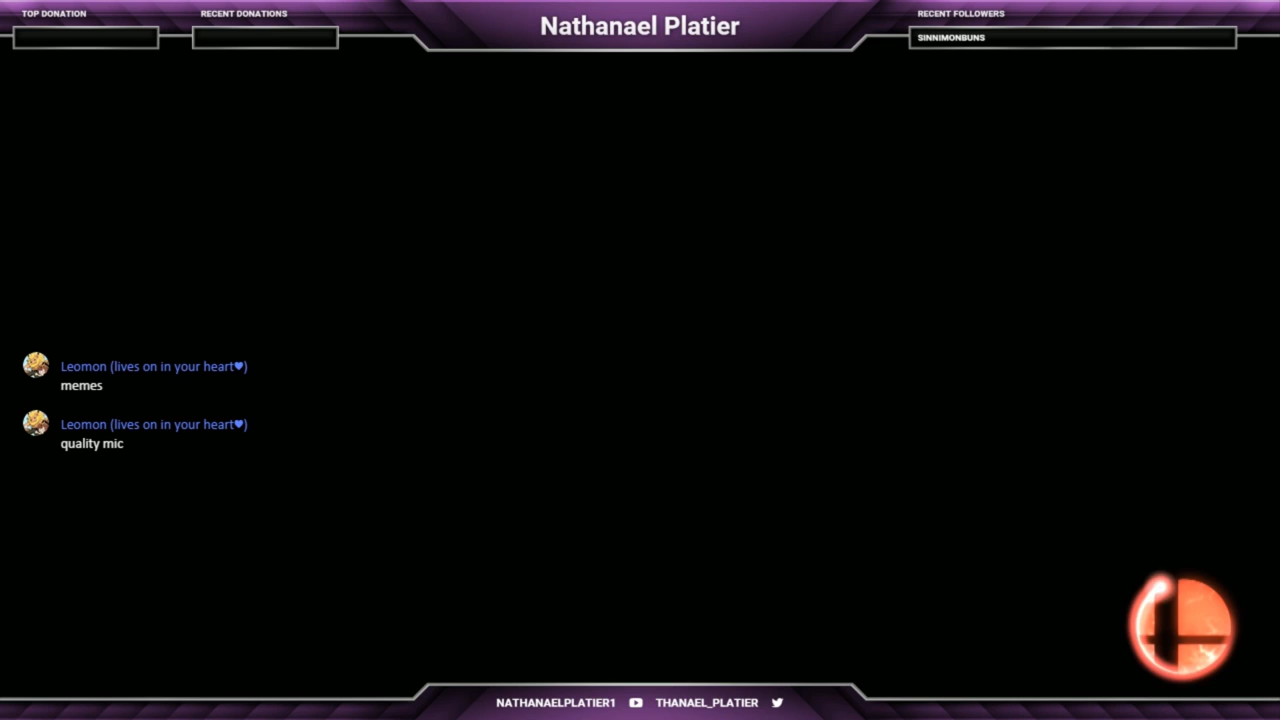 TOP DONATION
RECENT DONATIONS
Nathanael Platier
RECENT FOLLOWERS
SINNIMONBUNS
Leomon (lives on in your heart♥)
memes
Leomon (lives on in your heart♥)
quality mic
NATHANAELPLATIER1 THANAEL_PLATIER